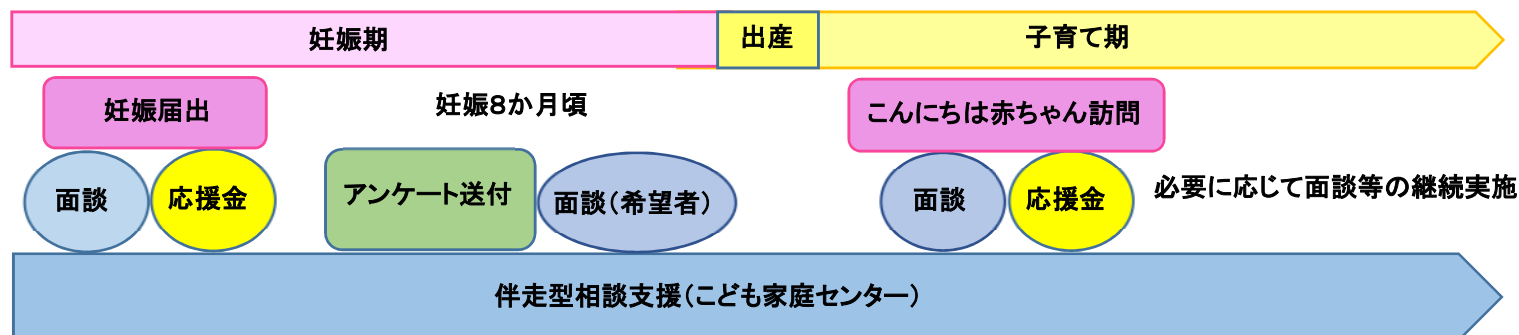 妊娠期
出産
子育て期
妊娠届出
妊娠8か月頃
こんにちは赤ちゃん訪問
面談
応援金
アンケート送付
面談(希望者)
面談
応援金
必要に応じて面談等の継続実施
伴走型相談支援(こども家庭センター)